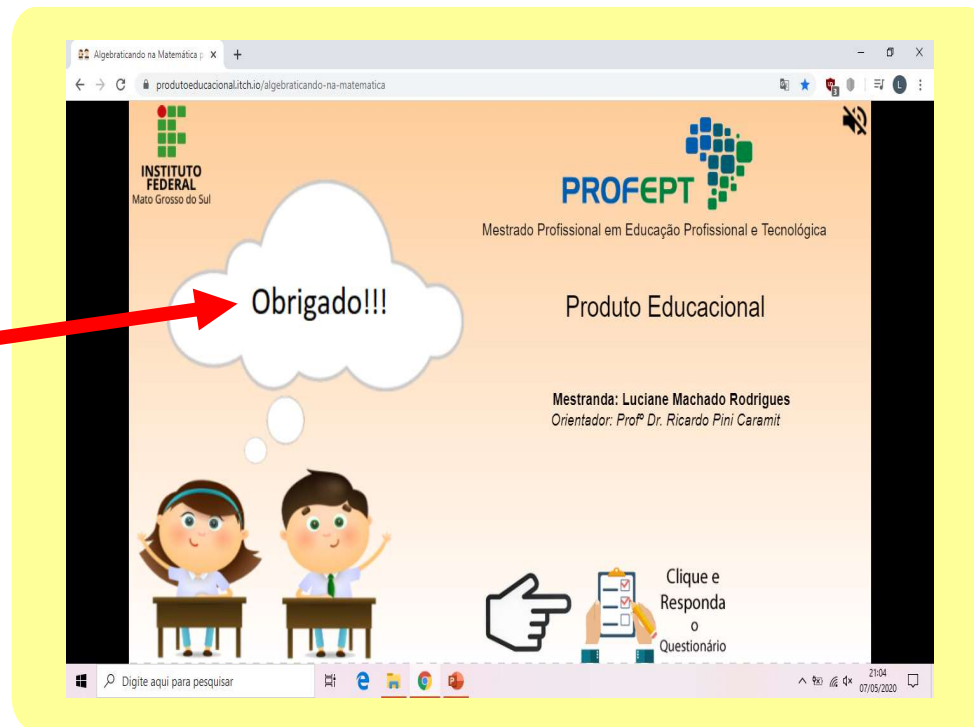 Algebraticando na Matemática p
produtoeducacional.itch.io/algebraticando-na-matematica
3
L
INSTITUTO
FEDERAL
Mato Grosso do Sul
PROFEPT
Mestrado Profissional em Educação Profissional e Tecnológica
Obrigado!!!
Produto Educacional
Mestranda: Luciane Machado Rodrigues
Orientador: Profº Dr. Ricardo Pini Caramit
Clique e
Responda
o
Questionário
Digite aqui para pesquisar
21:04
07/05/2020